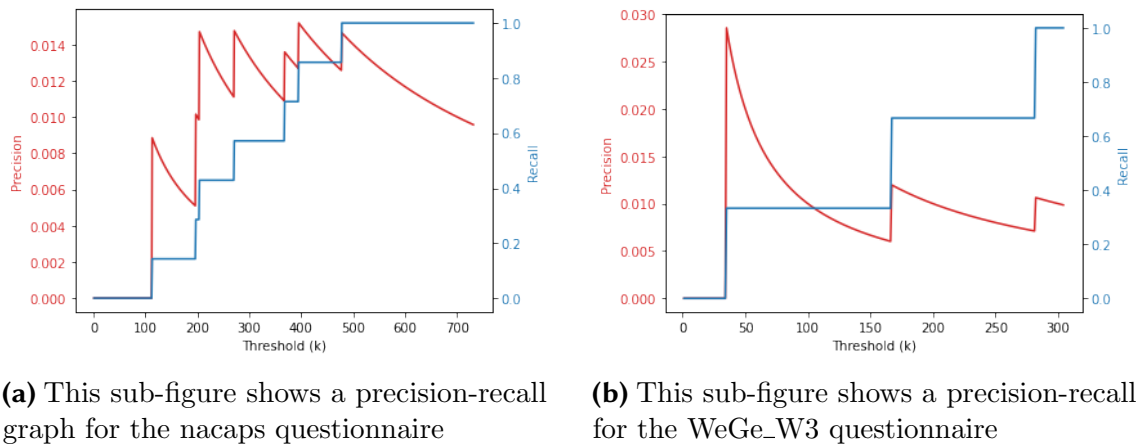 0.014
0.012
0.010
0.008
0.006
0.004
0.002
0.000
Precision
1.0
0.8
0.6
0.4
0.2
0.0
Recall
0 100 200 300 400 500 600 700
Threshold (k)
(a) This sub-figure shows a precision-recall
graph for the nacaps questionnaire
0.030
0.025
0.020
0.015
0.010
0.005
0.000
Precision
1.0
0.8
0.6
0.4
0.2
0.0
Recall
0 50 100 150 200 250 300
Threshold (k)
(b) This sub-figure shows a precision-recall
for the WeGe_W3 questionnaire